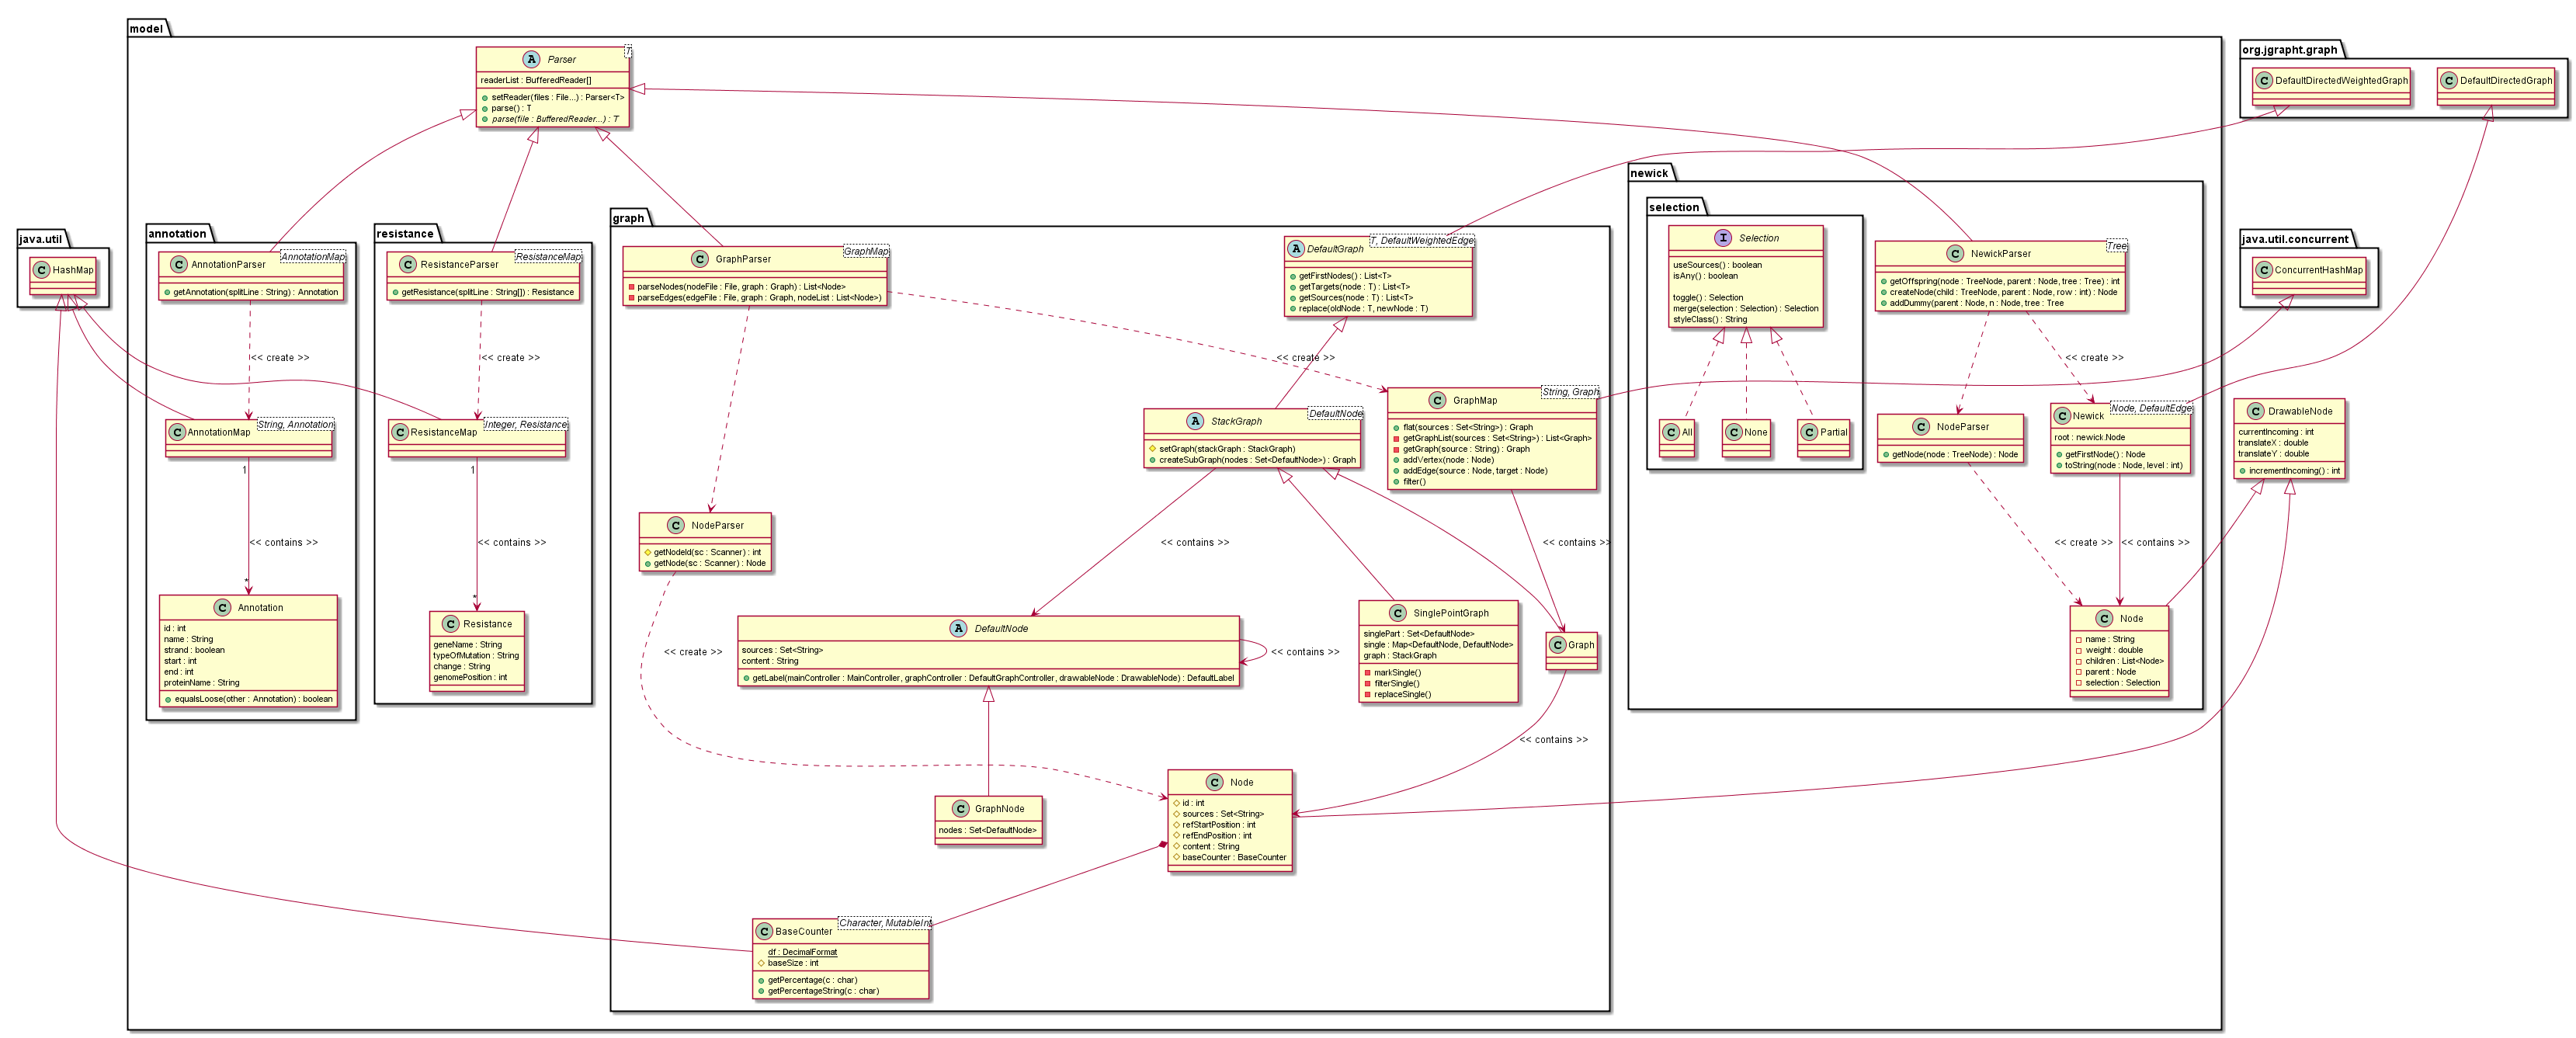 model
T
A Parser
readerList : BufferedReader[]
setReader(files : File...) : Parser<T>
parse() : T
parse(file : BufferedReader...) : T
org.jgrapht.graph
C DefaultDirectedWeightedGraph
C DefaultDirectedGraph
java.util
C HashMap
annotation
AnnotationMap
C AnnotationParser
getAnnotation(splitLine : String) : Annotation
<< create >>
String, Annotation
C AnnotationMap
1
<< contains >>
*
C Annotation
id : int
name : String
strand : boolean
start : int
end : int
proteinName : String
equalsLoose(other : Annotation) : boolean
resistance
ResistanceMap
C ResistanceParser
getResistance(splitLine : String[]) : Resistance
<< create >>
Integer, Resistance
C ResistanceMap
1
<< contains >>
*
C Resistance
geneName : String
typeOfMutation : String
change : String
genomePosition : int
graph
GraphMap
C GraphParser
parseNodes(nodeFile : File, graph : Graph) : List<Node>
parseEdges(edgeFile : File, graph : Graph, nodeList : List<Node>)
T, DefaultWeightedEdge
A DefaultGraph
getFirstNodes() : List<T>
getTargets(node : T) : List<T>
getSources(node : T) : List<T>
replace(oldNode : T, newNode : T)
<< create >>
DefaultNode
A StackGraph
setGraph(stackGraph : StackGraph)
createSubGraph(nodes : Set<DefaultNode>) : Graph
String, Graph
C GraphMap
flat(sources : Set<String>) : Graph
getGraphList(sources : Set<String>) : List<Graph>
getGraph(source : String) : Graph
addVertex(node : Node)
addEdge(source : Node, target : Node)
filter()
C NodeParser
getNodeId(sc : Scanner) : int
getNode(sc : Scanner) : Node
<< contains >>
<< contains >>
<< create >>
A DefaultNode
sources : Set<String>
content : String
getLabel(mainController : MainController, graphController : DefaultGraphController, drawableNode : DrawableNode) : DefaultLabel
<< contains >>
C SinglePointGraph
singlePart : Set<DefaultNode>
single : Map<DefaultNode, DefaultNode>
graph : StackGraph
markSingle()
filterSingle()
replaceSingle()
C Graph
<< contains >>
C GraphNode
nodes : Set<DefaultNode>
C Node
id : int
sources : Set<String>
refStartPosition : int
refEndPosition : int
content : String
baseCounter : BaseCounter
Character, MutableInt
C BaseCounter
df : DecimalFormat
baseSize : int
getPercentage(c : char)
getPercentageString(c : char)
newick
selection
I Selection
useSources() : boolean
isAny() : boolean
toggle() : Selection
merge(selection : Selection) : Selection
styleClass() : String
C All
C None
C Partial
Tree
C NewickParser
getOffspring(node : TreeNode, parent : Node, tree : Tree) : int
createNode(child : TreeNode, parent : Node, row : int) : Node
addDummy(parent : Node, n : Node, tree : Tree
<< create >>
C NodeParser
getNode(node : TreeNode) : Node
Node, DefaultEdge
C Newick
root : newick.Node
getFirstNode() : Node
toString(node : Node, level : int)
<< create >>
<< contains >>
C Node
name : String
weight : double
children : List<Node>
parent : Node
selection : Selection
java.util.concurrent
C ConcurrentHashMap
C DrawableNode
currentIncoming : int
translateX : double
translateY : double
incrementIncoming() : int